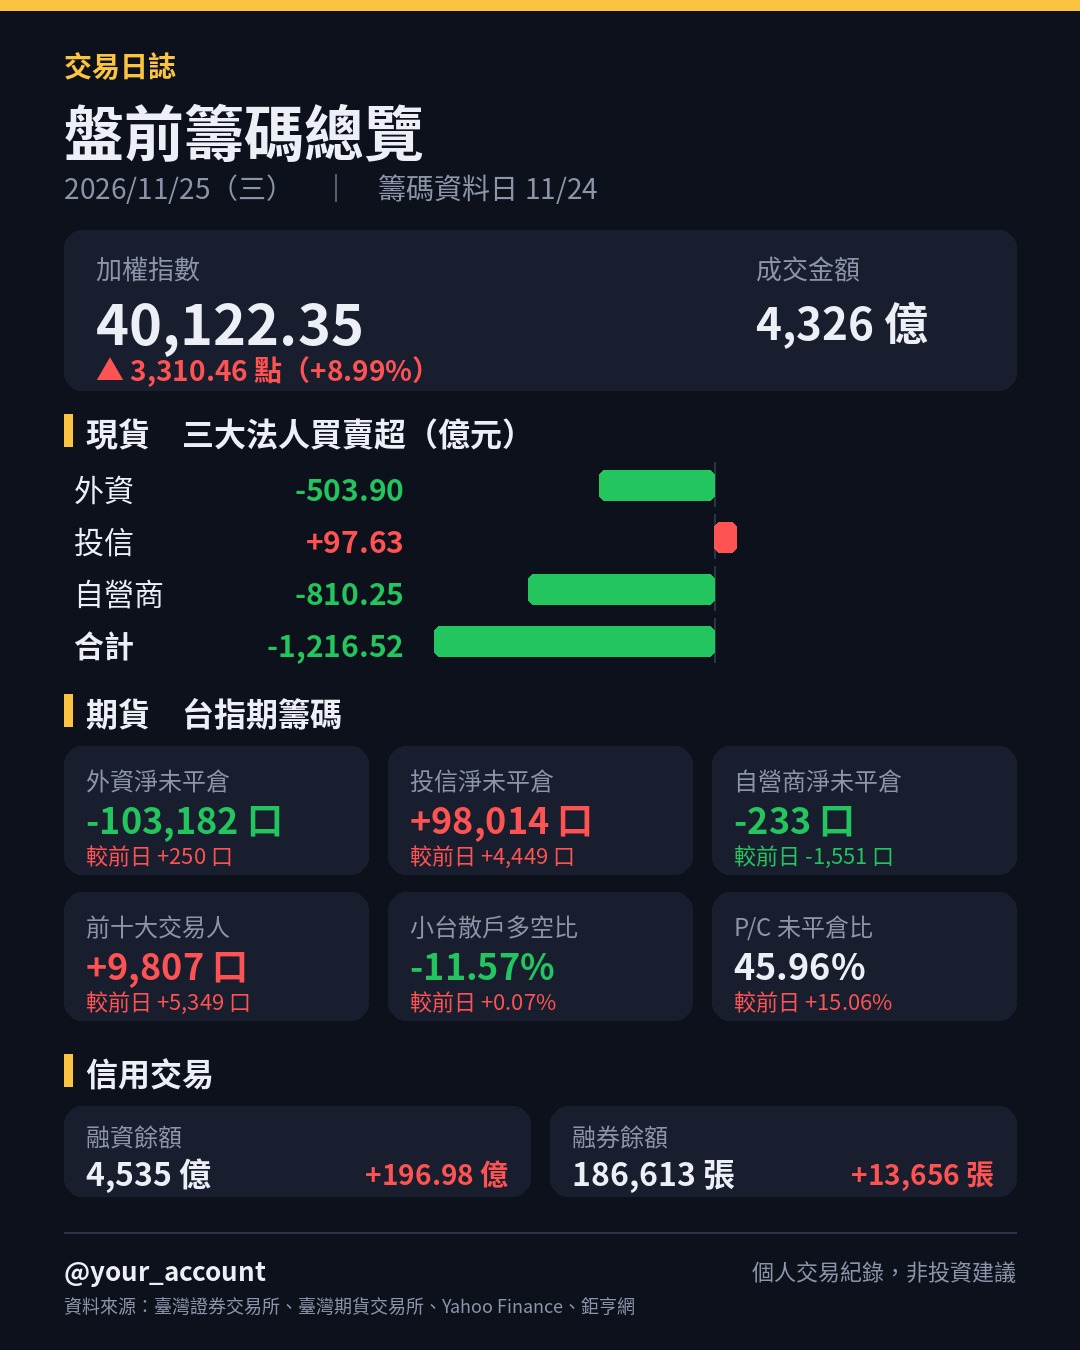 交易日誌
盤前籌碼總覽
2026/11/25（三）　｜　籌碼資料日 11/24
加權指數　成交金額
40,122.35　4,326 億
▲ 3,310.46 點（+8.99%）
現貨　三大法人買賣超（億元）
外資　-503.90
投信　+97.63
自營商　-810.25
合計　-1,216.52
期貨　台指期籌碼
外資淨未平倉　投信淨未平倉　自營商淨未平倉
-103,182 口　+98,014 口　-233 口
較前日 +250 口　較前日 +4,449 口　較前日 -1,551 口
前十大交易人　小台散戶多空比　P/C 未平倉比
+9,807 口　-11.57%　45.96%
較前日 +5,349 口　較前日 +0.07%　較前日 +15.06%
信用交易
融資餘額　融券餘額
4,535 億　+196.98 億　186,613 張　+13,656 張
@your_account　個人交易紀錄，非投資建議
資料來源：臺灣證券交易所、臺灣期貨交易所、Yahoo Finance、鉅亨網